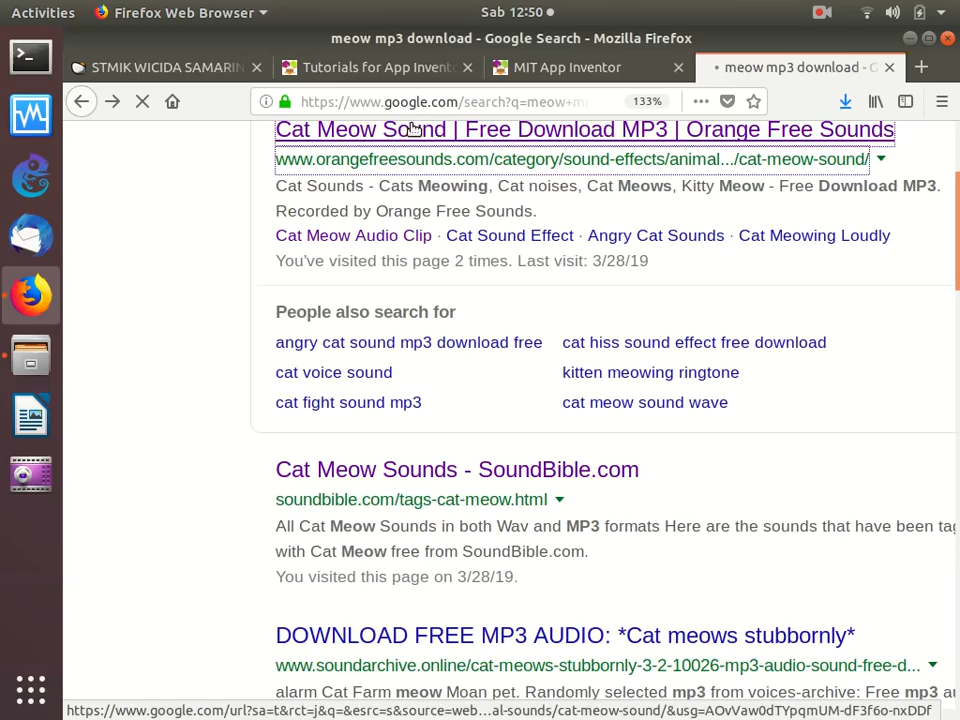 Activities
Firefox Web Browser
Sab 12:50
meow mp3 download - Google Search - Mozilla Firefox
STMIK WICIDA SAMARIN
Tutorials for App Invent
MIT App Inventor
meow mp3 download - G
https://www.google.com/search?q=meow+m
133%
Cat Meow Sound | Free Download MP3 | Orange Free Sounds
www.orangefreesounds.com/category/sound-effects/animal.../cat-meow-sound/
Cat Sounds - Cats Meowing, Cat noises, Cat Meows, Kitty Meow - Free Download MP3.
Recorded by Orange Free Sounds.
Cat Meow Audio Clip · Cat Sound Effect · Angry Cat Sounds · Cat Meowing Loudly
You've visited this page 2 times. Last visit: 3/28/19
People also search for
angry cat sound mp3 download free
cat hiss sound effect free download
cat voice sound
kitten meowing ringtone
cat fight sound mp3
cat meow sound wave
Cat Meow Sounds - SoundBible.com
soundbible.com/tags-cat-meow.html
All Cat Meow Sounds in both Wav and MP3 formats Here are the sounds that have been tag
with Cat Meow free from SoundBible.com.
You visited this page on 3/28/19.
DOWNLOAD FREE MP3 AUDIO: *Cat meows stubbornly*
www.soundarchive.online/cat-meows-stubbornly-3-2-10026-mp3-audio-sound-free-d...
alarm Cat Farm meow Moan pet. Randomly selected mp3 from voices-archive: Free mp3 au
https://www.google.com/url?sa=t&rct=j&q=&esrc=s&source=web...al-sounds/cat-meow-sound/&usg=AOvVaw0dTYpqmUM-dF3f6o-nxDDf